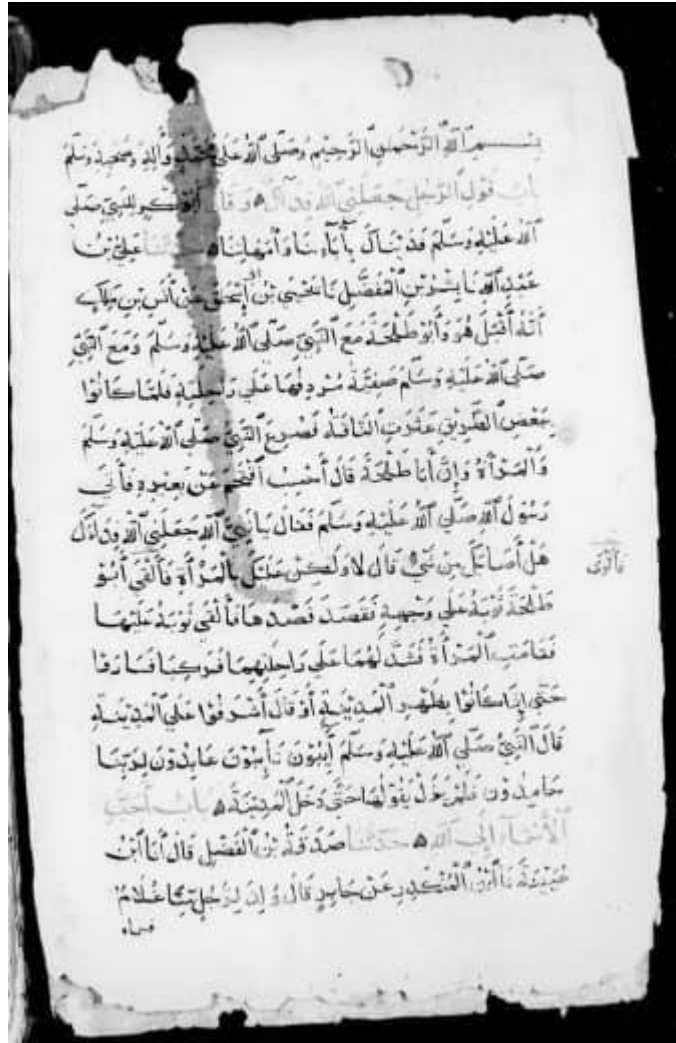 بسم الله الرحمن الرحيم وصلى الله على محمد وآله وصحبه وسلم
باب قول الرجل جعلني الله فداك وقال أبو بكر للنبي صلى
الله عليه وسلم فديناك بآبائنا وأمهاتنا حدثنا علي بن
عبد الله نا بشر بن المفضل نا يحيى بن إسحق عن أنس بن ملك
أنه أقبل هو وأبو طلحة مع النبي صلى الله عليه وسلم ومع النبي
صلى الله عليه وسلم صفية مردفها على راحلته فلما كانوا
ببعض الطريق عثرت الناقة فصرع النبي صلى الله عليه وسلم
والمرأة وإن أبا طلحة قال أحسب اقتحم عن بعيره فأتى
رسول الله صلى الله عليه وسلم فقال يا نبي الله جعلني الله فداءك
هل أصابك من شيء قال لا ولكن عليك بالمرأة فألقى أبو
طلحة ثوبه على وجهه فقصد قصدها فألقى ثوبه عليها
فقامت المرأة فشد لهما على راحلتهما فركبا فسارقا
حتى إذا كانوا بظهر المدينة أو قال أشرفوا على المدينة
قال النبي صلى الله عليه وسلم آيبون تايبون عابدون لربنا
حامدون فلم يزل يقولها حتى دخل المدينة باب أحب
الأسماء إلى الله حدثنا صدقة بن الفضل قال أنا ابن
عيينة نا ابن المنكدر عن جابر قال ولد لرجل منا غلام
فسماه
فألوى